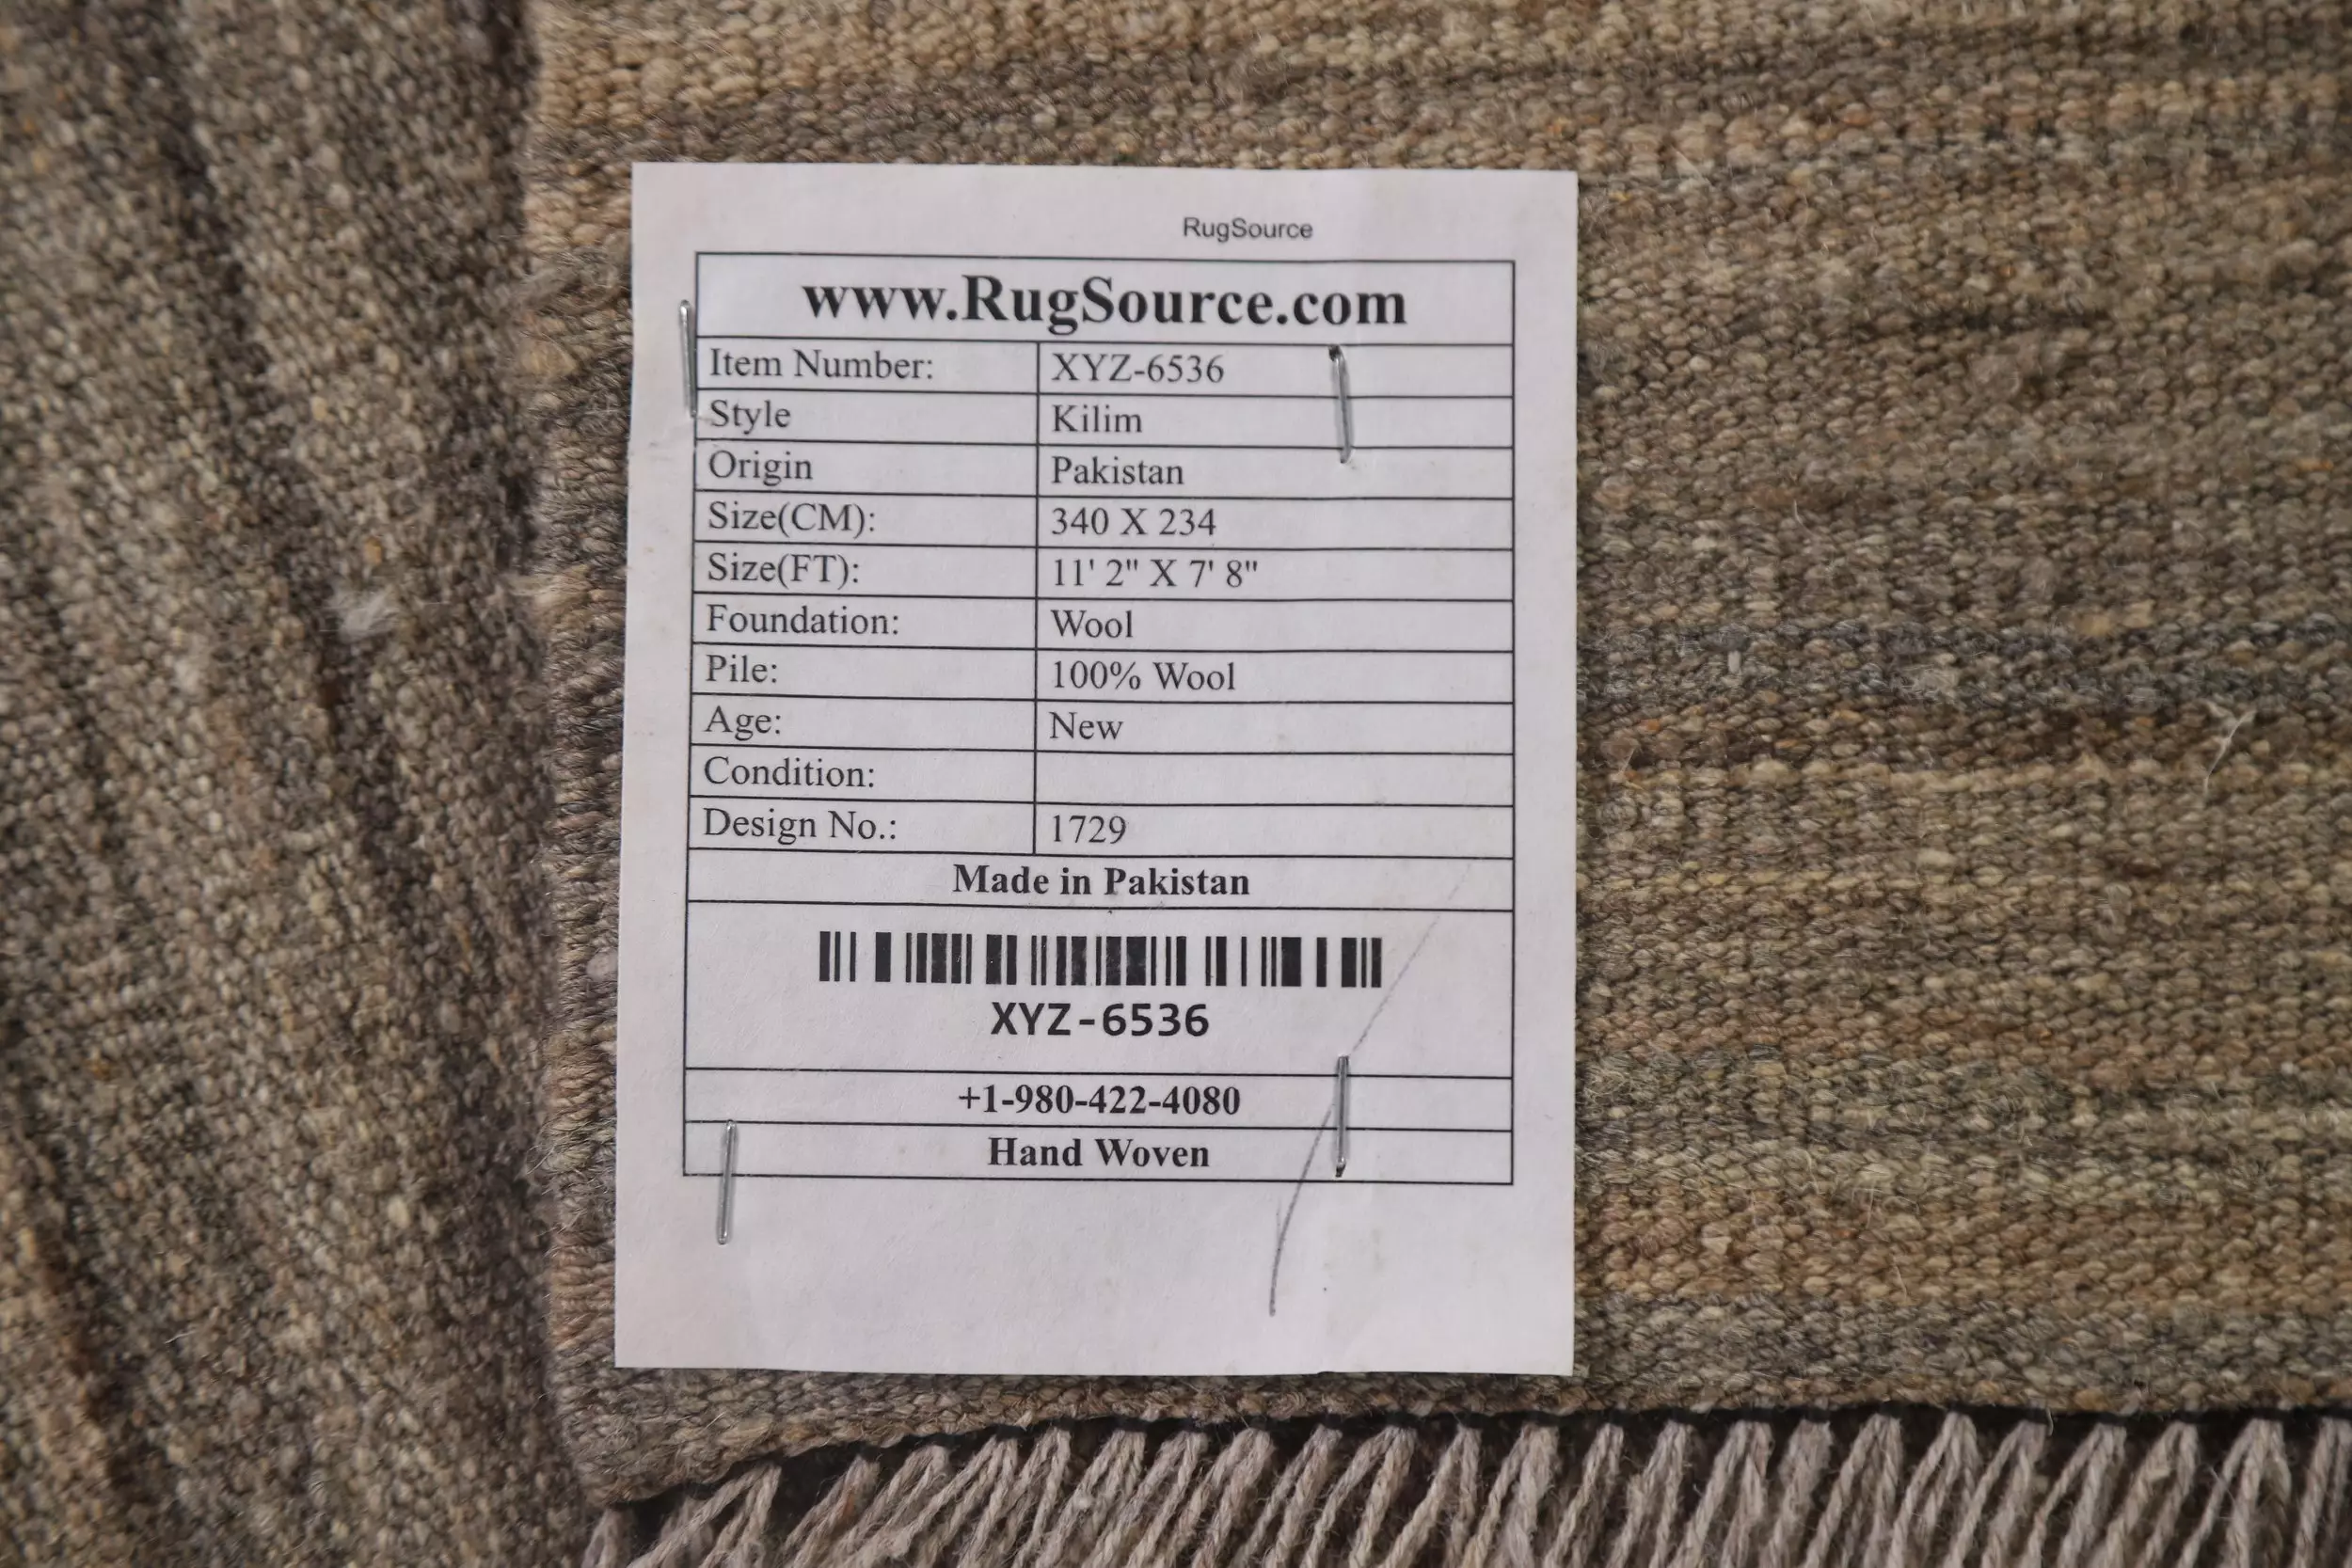 RugSource
www.RugSource.com
Item Number: XYZ-6536
Style Kilim
Origin Pakistan
Size(CM): 340 X 234
Size(FT): 11' 2" X 7' 8"
Foundation: Wool
Pile: 100% Wool
Age: New
Condition:
Design No.: 1729
Made in Pakistan
XYZ-6536
+1-980-422-4080
Hand Woven